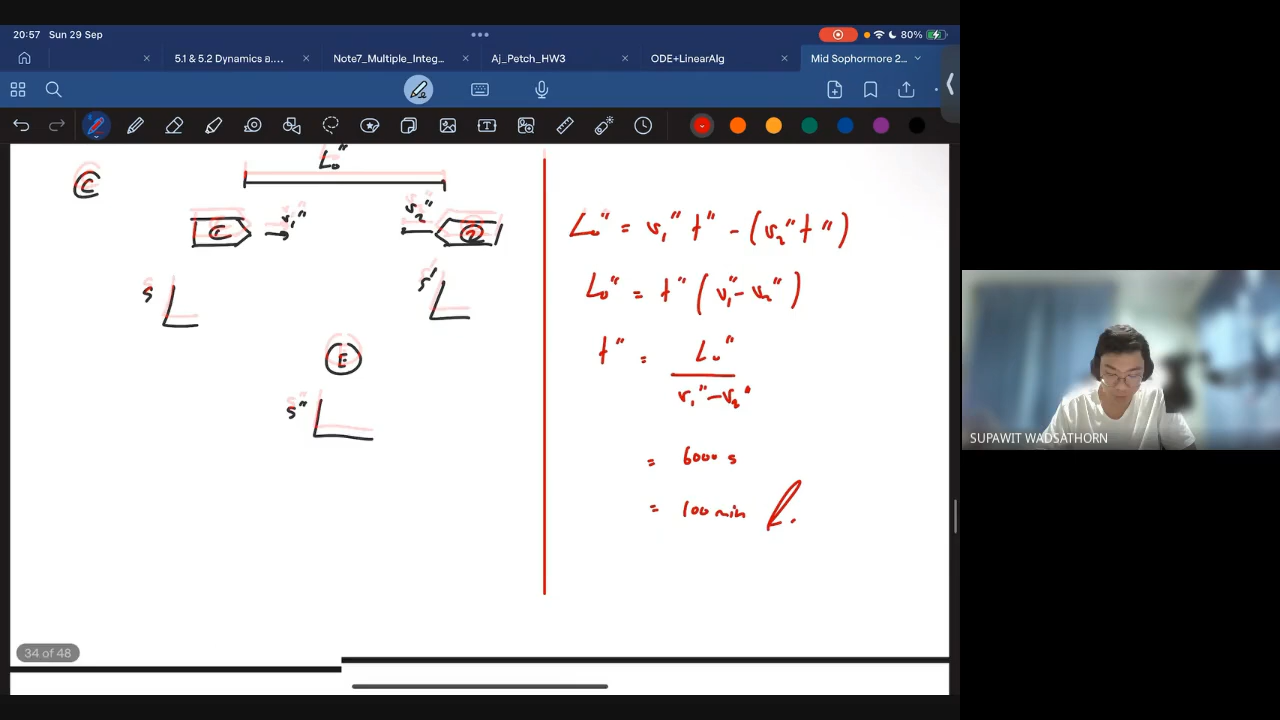 20:57 Sun 29 Sep
80%
5.1 & 5.2 Dynamics a....
Note7_Multiple_Integ...
Aj_Petch_HW3
ODE+LinearAlg
Mid Sophormore 2...
C
L₀"
C v₁"
v₂" 2
S
S'
E
S"
L₀" = v₁" t" - (v₂" t")
L₀" = t" (v₁" - v₂")
t" = L₀" / (v₁" - v₂")
= 6000 s
= 100 min
34 of 48
SUPAWIT WADSATHORN